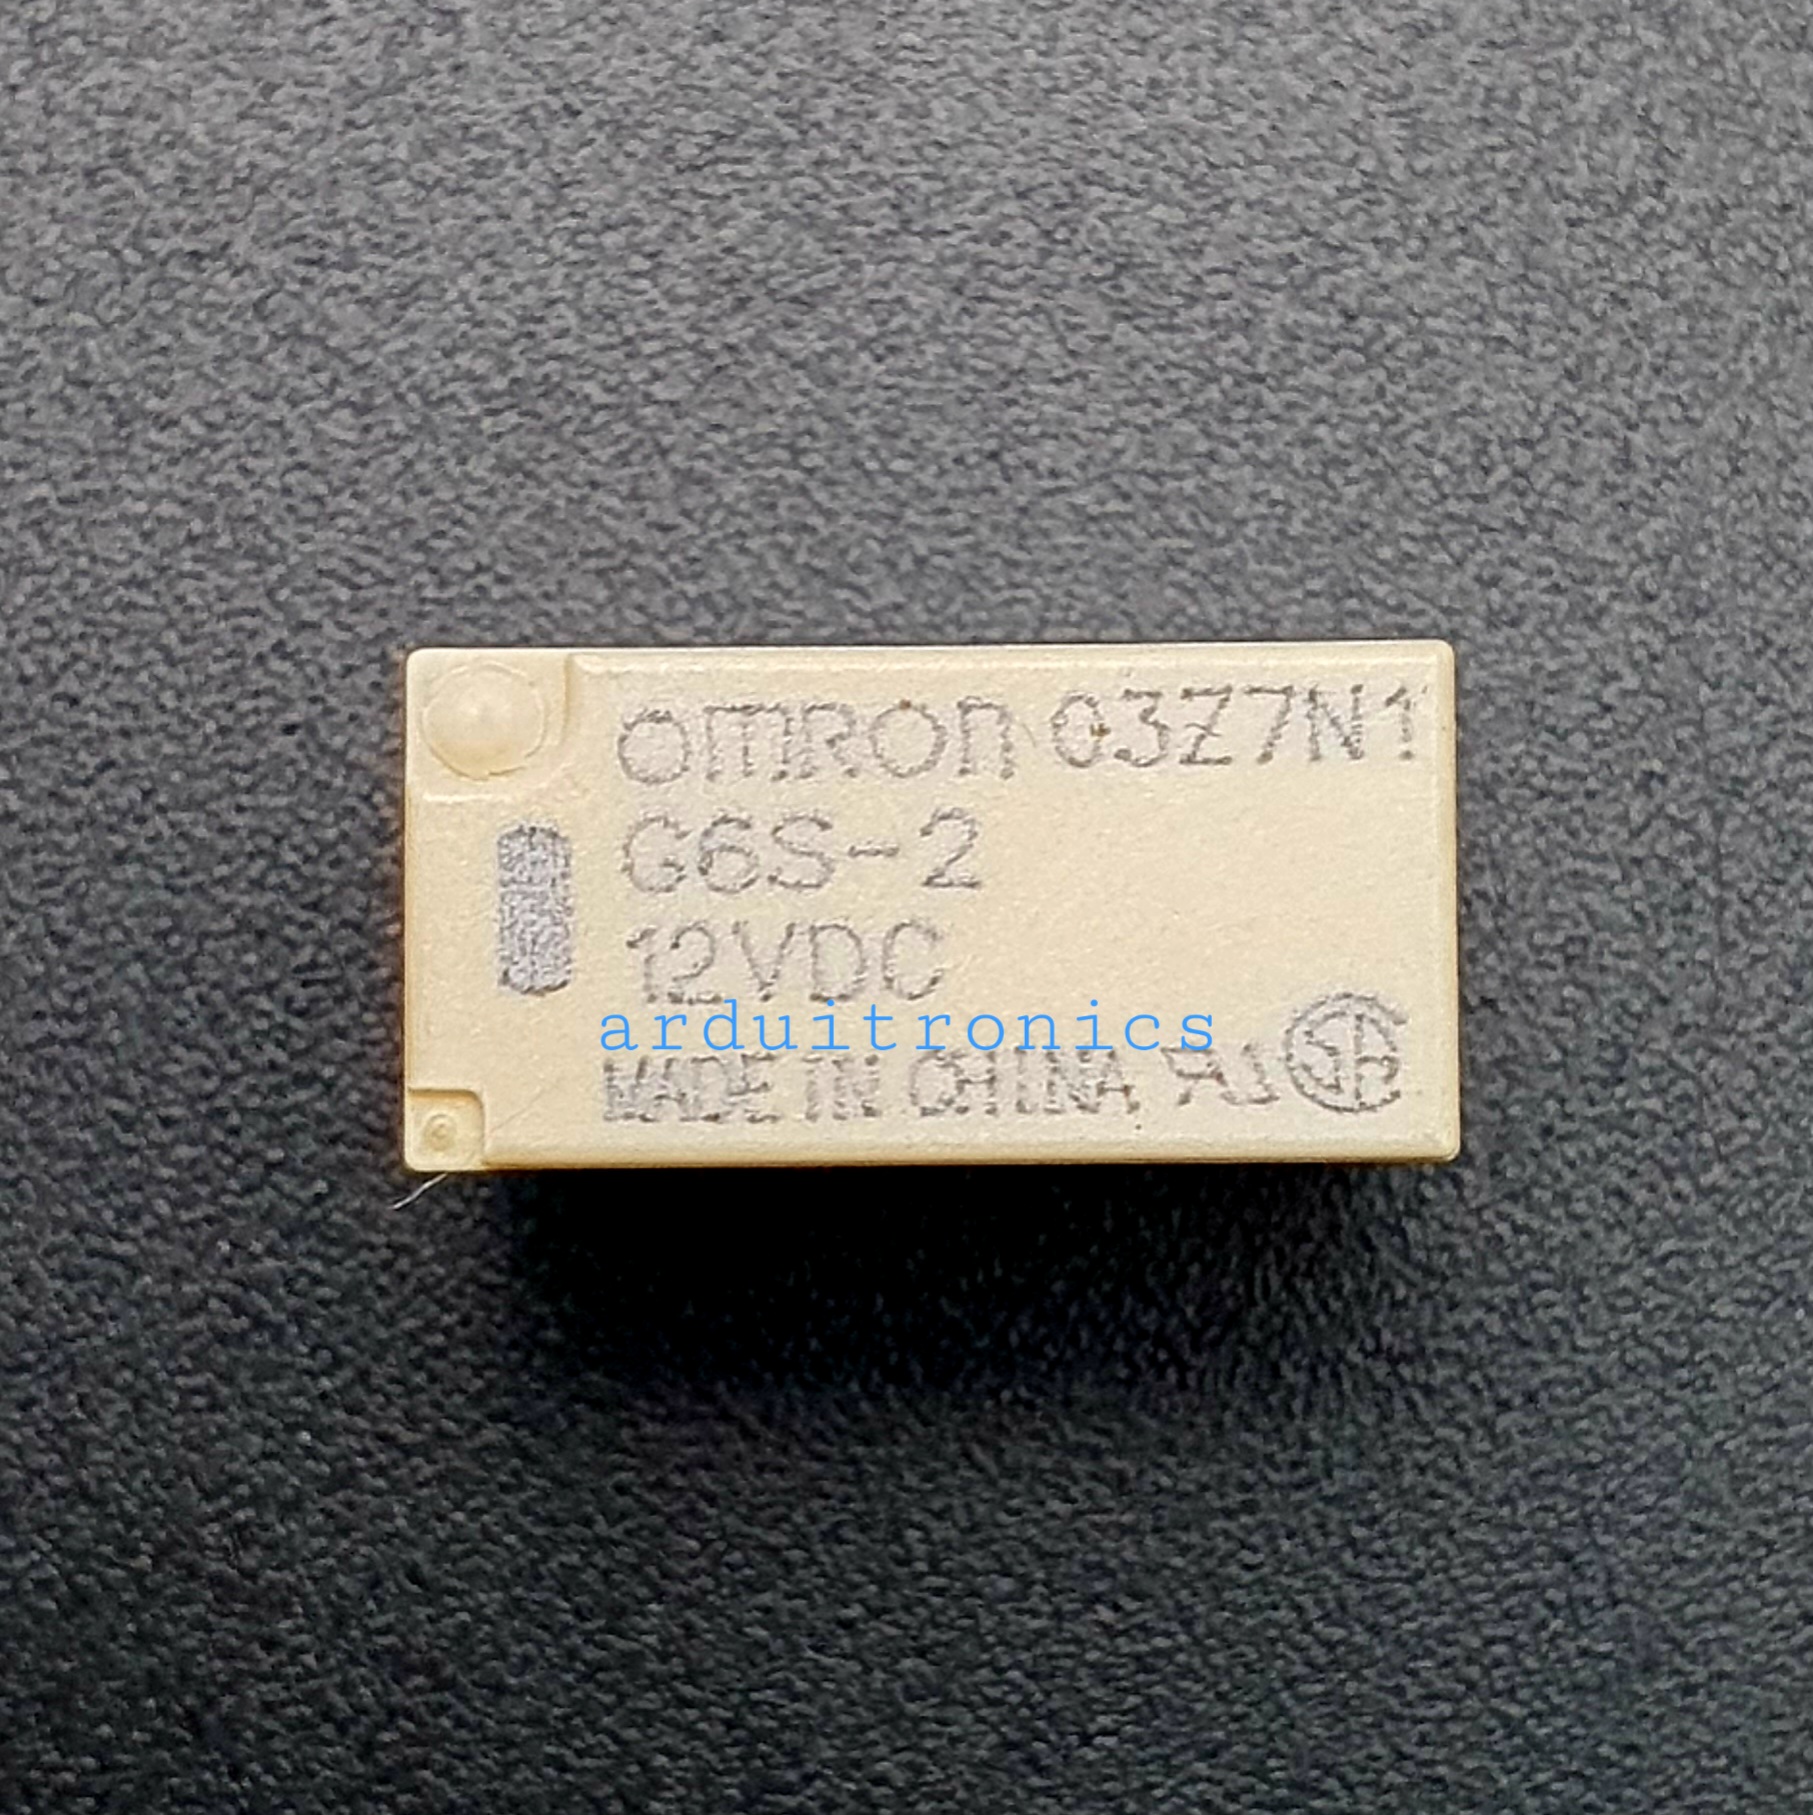 omron 03Z7N1
G6S-2
12VDC
arduitronics
MADE IN CHINA